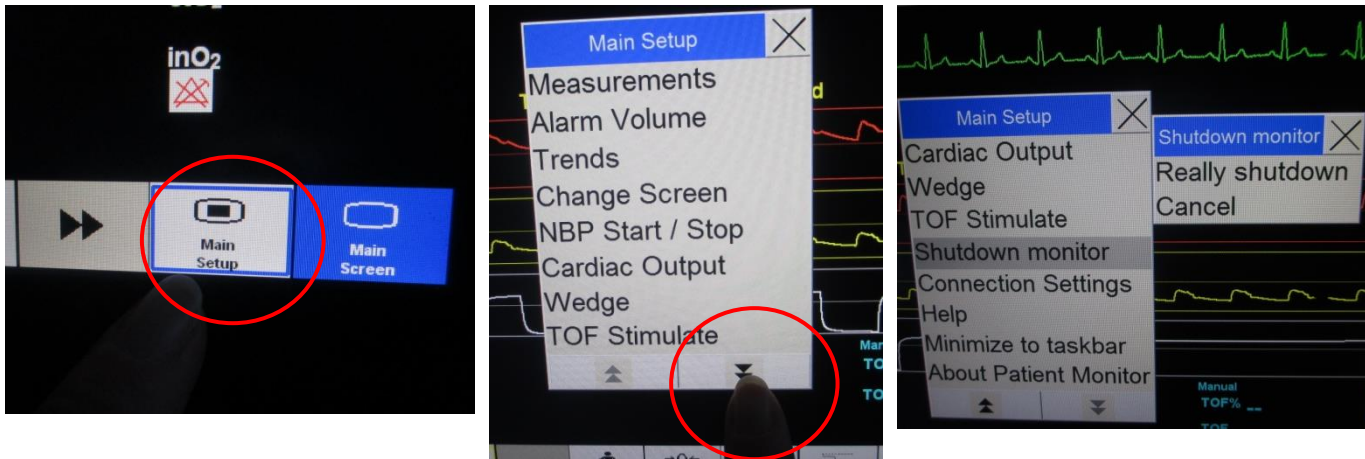 inO2
Main
Setup
Main
Screen
Main Setup
Measurements
Alarm Volume
Trends
Change Screen
NBP Start / Stop
Cardiac Output
Wedge
TOF Stimulate
Main Setup
Cardiac Output
Wedge
TOF Stimulate
Shutdown monitor
Connection Settings
Help
Minimize to taskbar
About Patient Monitor
Shutdown monitor
Really shutdown
Cancel
Manual
TOF%